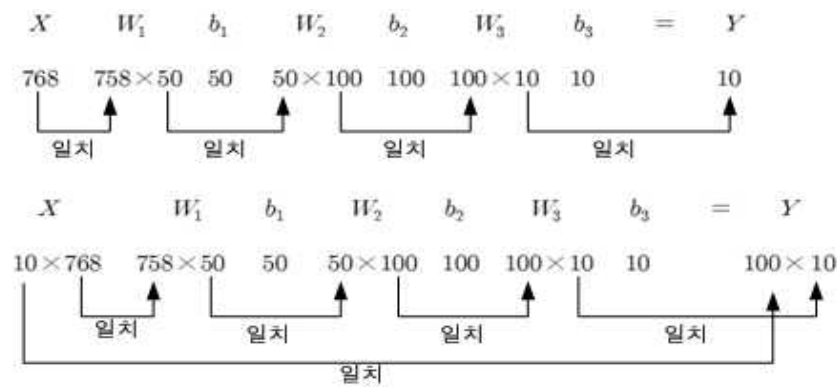 X W₁ b₁ W₂ b₂ W₃ b₃ = Y
768 758×50 50 50×100 100 100×10 10 10
일치 일치 일치 일치
X W₁ b₁ W₂ b₂ W₃ b₃ = Y
10×768 758×50 50 50×100 100 100×10 10 100×10
일치 일치 일치 일치
일치